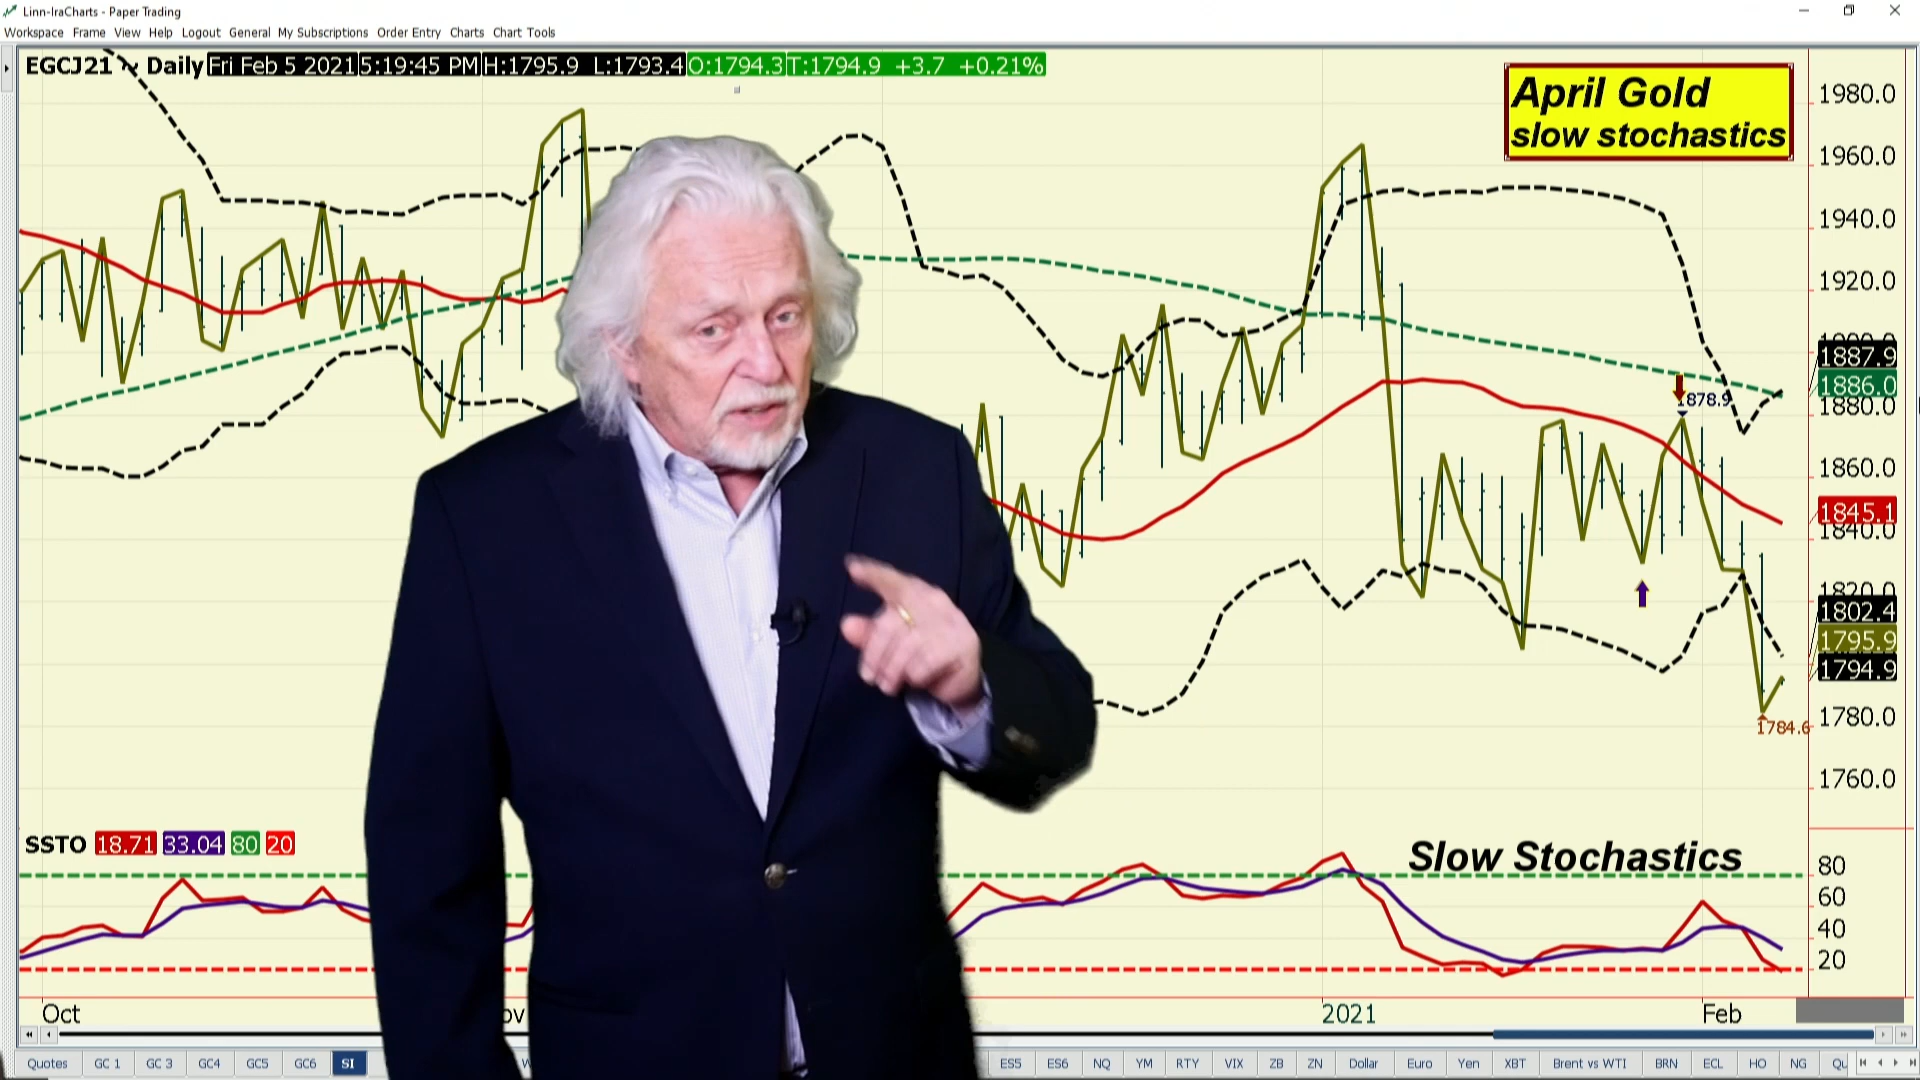 Linn-IraCharts - Paper Trading
Workspace Frame View Help Logout General My Subscriptions Order Entry Charts Chart Tools
EGCJ21 ~ Daily Fri Feb 5 2021 5:19:45 PM H:1795.9 L:1793.4 O:1794.3 T:1794.9 +3.7 +0.21%
April Gold
slow stochastics
1980.0
1960.0
1940.0
1920.0
1900.0
1887.9
1886.0
1878.9
1880.0
1860.0
1845.1
1840.0
1820.0
1802.4
1795.9
1794.9
1780.0
1784.6
1760.0
SSTO 18.71 33.04 80 20
Slow Stochastics
80
60
40
20
Oct 2021 Feb
Quotes GC 1 GC 3 GC4 GC5 GC6 SI ES5 ES6 NQ YM RTY VIX ZB ZN Dollar Euro Yen XBT Brent vs WTI BRN ECL HO NG